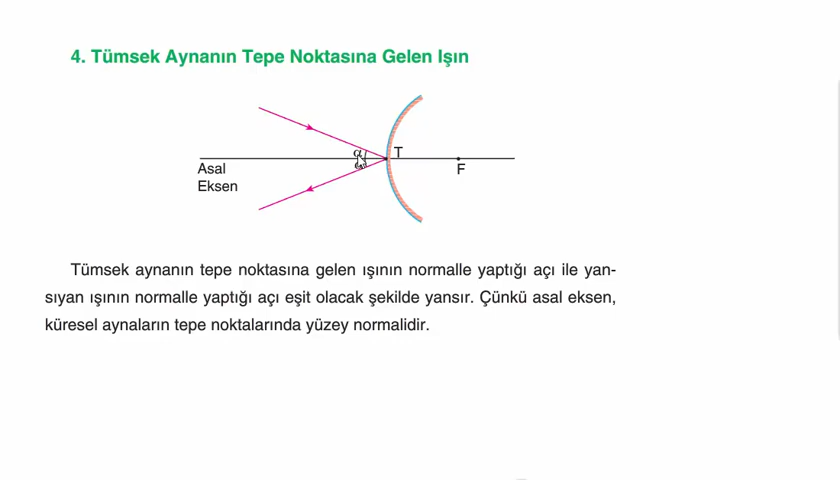 4. Tümsek Aynanın Tepe Noktasına Gelen Işın
α
T
Asal
Eksen
F
Tümsek aynanın tepe noktasına gelen ışının normalle yaptığı açı ile yan-
sıyan ışının normalle yaptığı açı eşit olacak şekilde yansır. Çünkü asal eksen,
küresel aynaların tepe noktalarında yüzey normalidir.